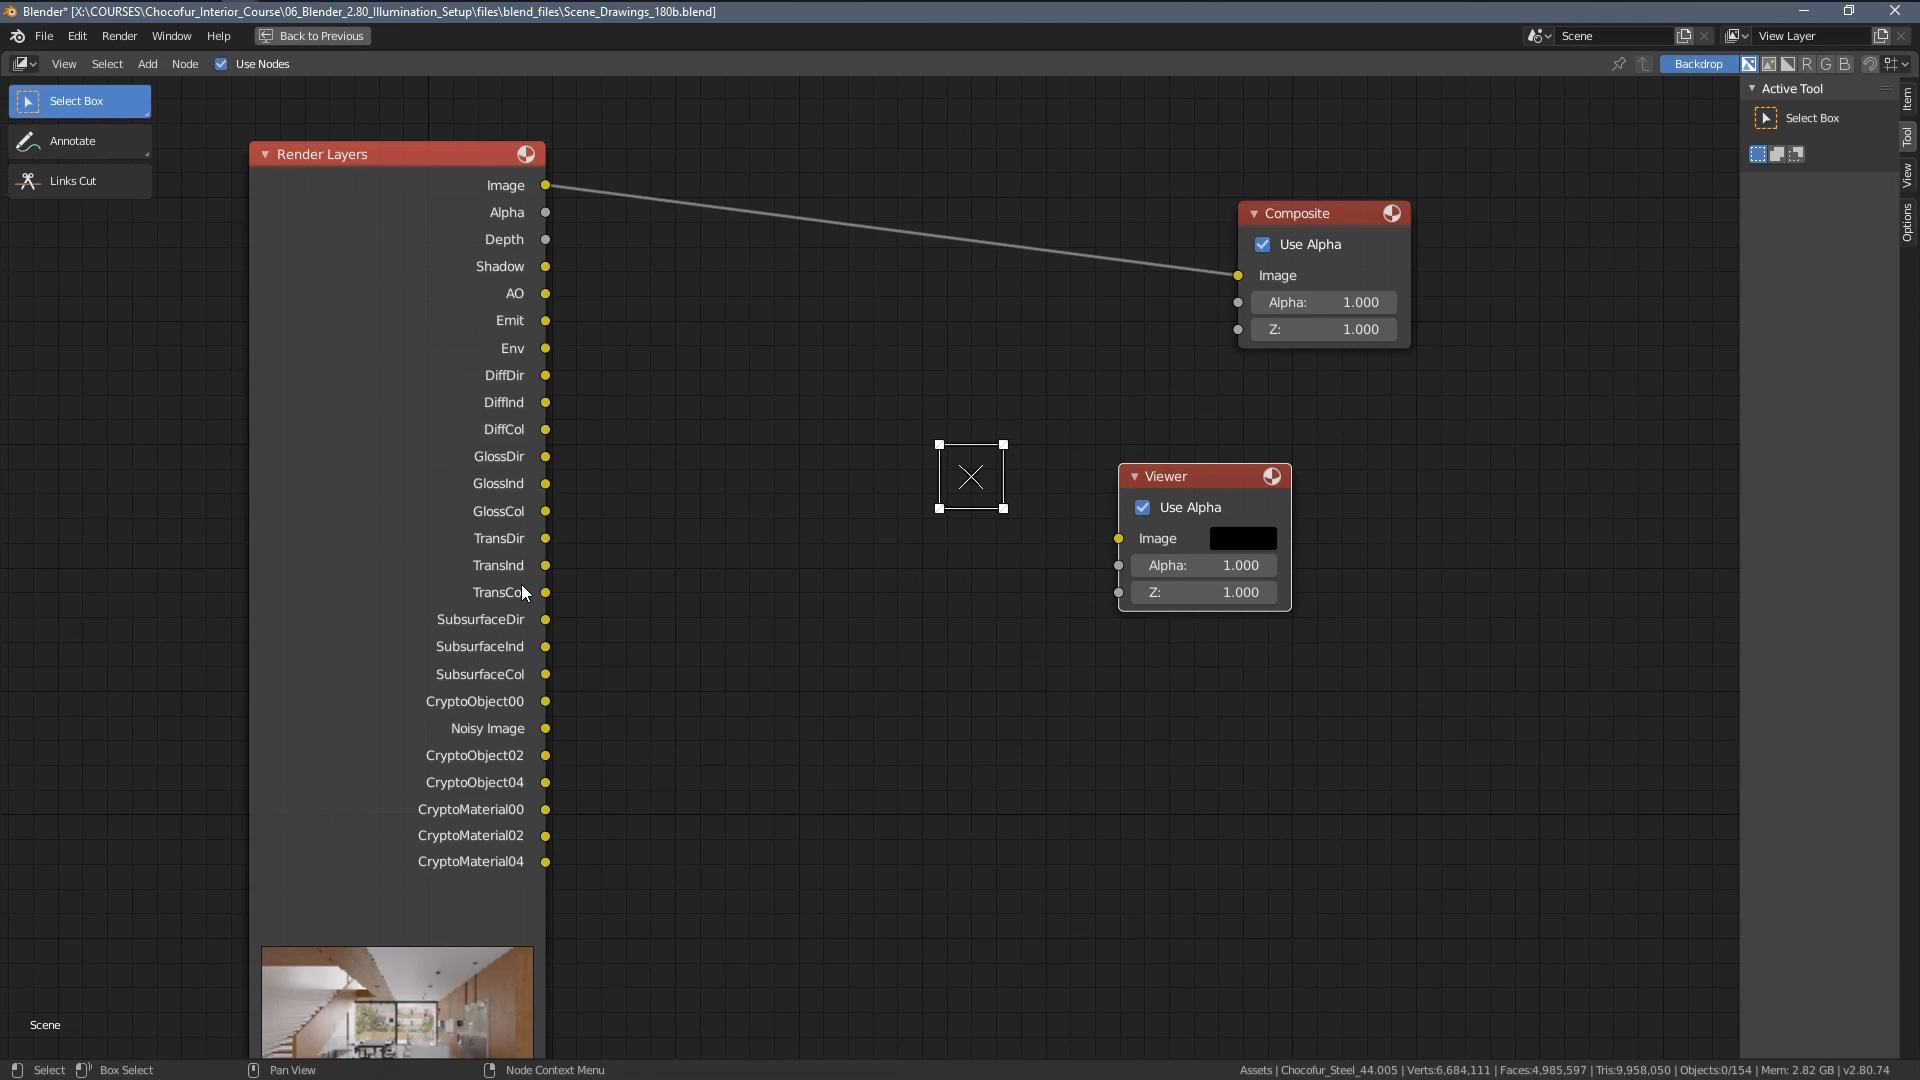 Blender* [X:\COURSES\Chocofur_Interior_Course\06_Blender_2.80_Illumination_Setup\files\blend_files\Scene_Drawings_180b.blend]
File Edit Render Window Help Back to Previous Scene View Layer
View Select Add Node Use Nodes Backdrop R G B
Select Box
Annotate
Links Cut
Active Tool
Select Box
Item
Tool
View
Options
Render Layers
Image
Alpha
Depth
Shadow
AO
Emit
Env
DiffDir
DiffInd
DiffCol
GlossDir
GlossInd
GlossCol
TransDir
TransInd
TransCo
SubsurfaceDir
SubsurfaceInd
SubsurfaceCol
CryptoObject00
Noisy Image
CryptoObject02
CryptoObject04
CryptoMaterial00
CryptoMaterial02
CryptoMaterial04
Composite
Use Alpha
Image
Alpha: 1.000
Z: 1.000
Viewer
Use Alpha
Image
Alpha: 1.000
Z: 1.000
Scene
Select Box Select Pan View Node Context Menu Assets | Chocofur_Steel_44.005 | Verts:6,684,111 | Faces:4,985,597 | Tris:9,958,050 | Objects:0/154 | Mem: 2.82 GB | v2.80.74